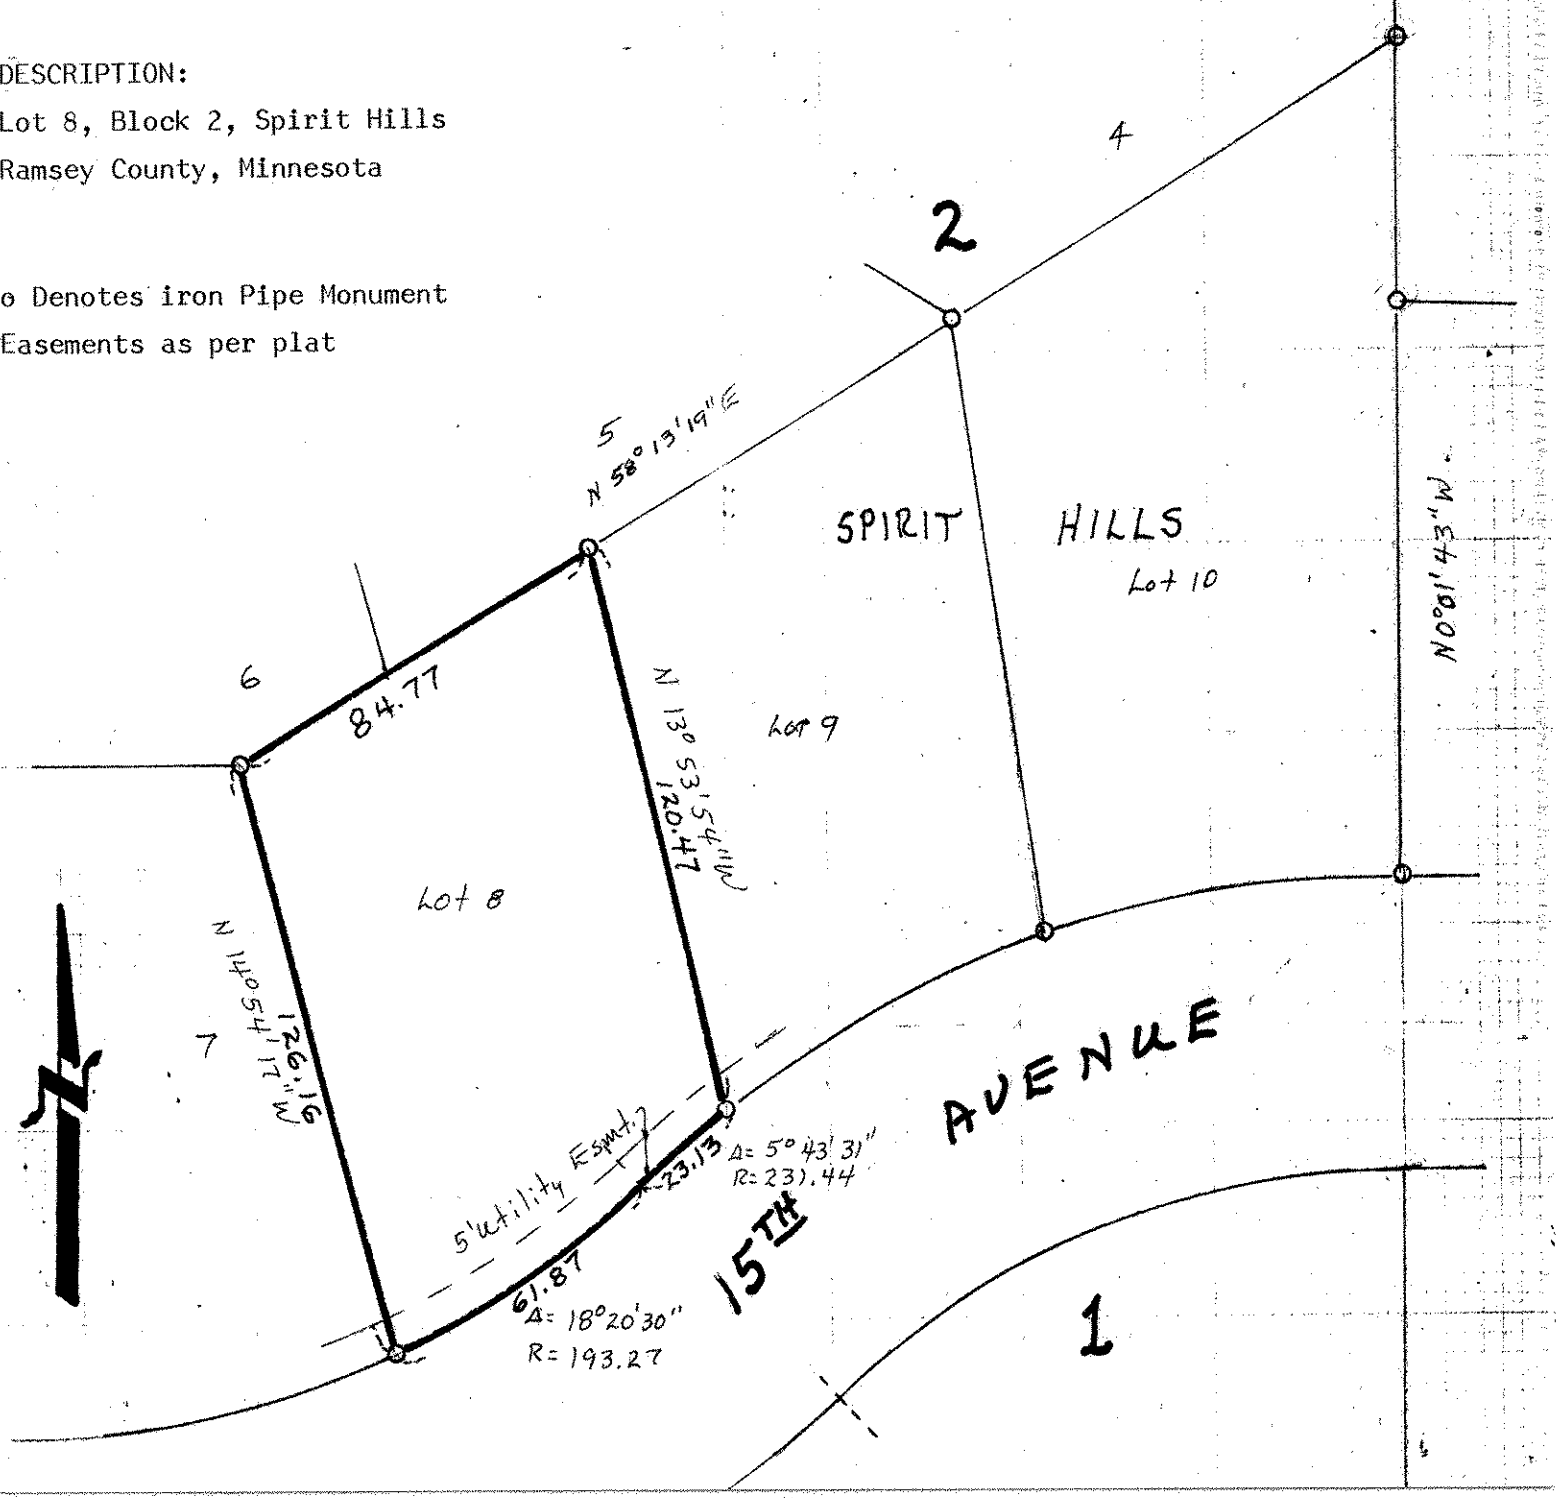 DESCRIPTION:
Lot 8, Block 2, Spirit Hills
Ramsey County, Minnesota
o Denotes iron Pipe Monument
Easements as per plat
4
2
5
N 58° 13' 19" E
SPIRIT HILLS
Lot 10
N0°01'43"W.
6
84.77
N 13° 53' 54" W
120.47
Lot 9
Lot 8
N 14° 54' 17" W
126.16
7
5' Utility Esmt.
23.13
Δ= 5° 43' 31"
R= 231.44
61.87
Δ= 18° 20' 30"
R= 193.27
15TH AVENUE
1